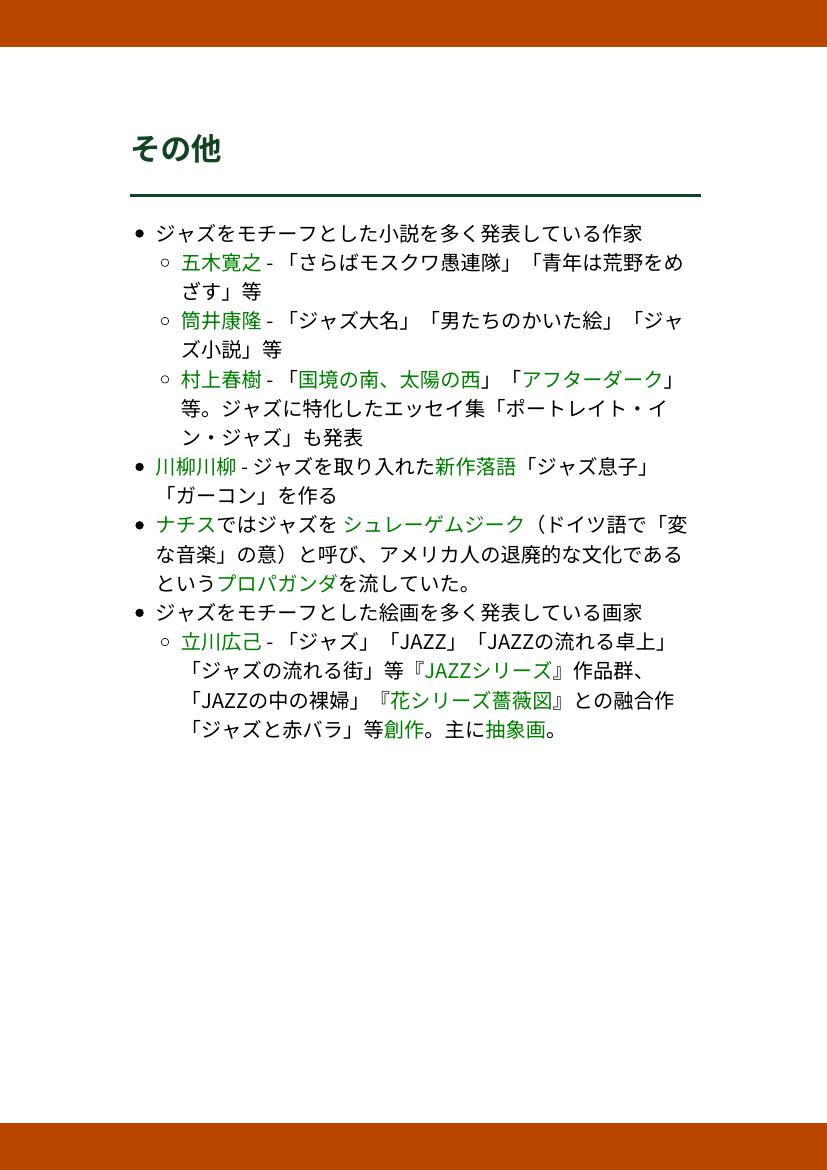 その他
ジャズをモチーフとした小説を多く発表している作家
五木寛之 - 「さらばモスクワ愚連隊」「青年は荒野をめ
ざす」等
筒井康隆 - 「ジャズ大名」「男たちのかいた絵」「ジャ
ズ小説」等
村上春樹 - 「国境の南、太陽の西」「アフターダーク」
等。ジャズに特化したエッセイ集「ポートレイト・イ
ン・ジャズ」も発表
川柳川柳 - ジャズを取り入れた新作落語「ジャズ息子」
「ガーコン」を作る
ナチスではジャズを シュレーゲムジーク（ドイツ語で「変
な音楽」の意）と呼び、アメリカ人の退廃的な文化である
というプロパガンダを流していた。
ジャズをモチーフとした絵画を多く発表している画家
立川広己 - 「ジャズ」「JAZZ」「JAZZの流れる卓上」
「ジャズの流れる街」等『JAZZシリーズ』作品群、
「JAZZの中の裸婦」『花シリーズ薔薇図』との融合作
「ジャズと赤バラ」等創作。主に抽象画。